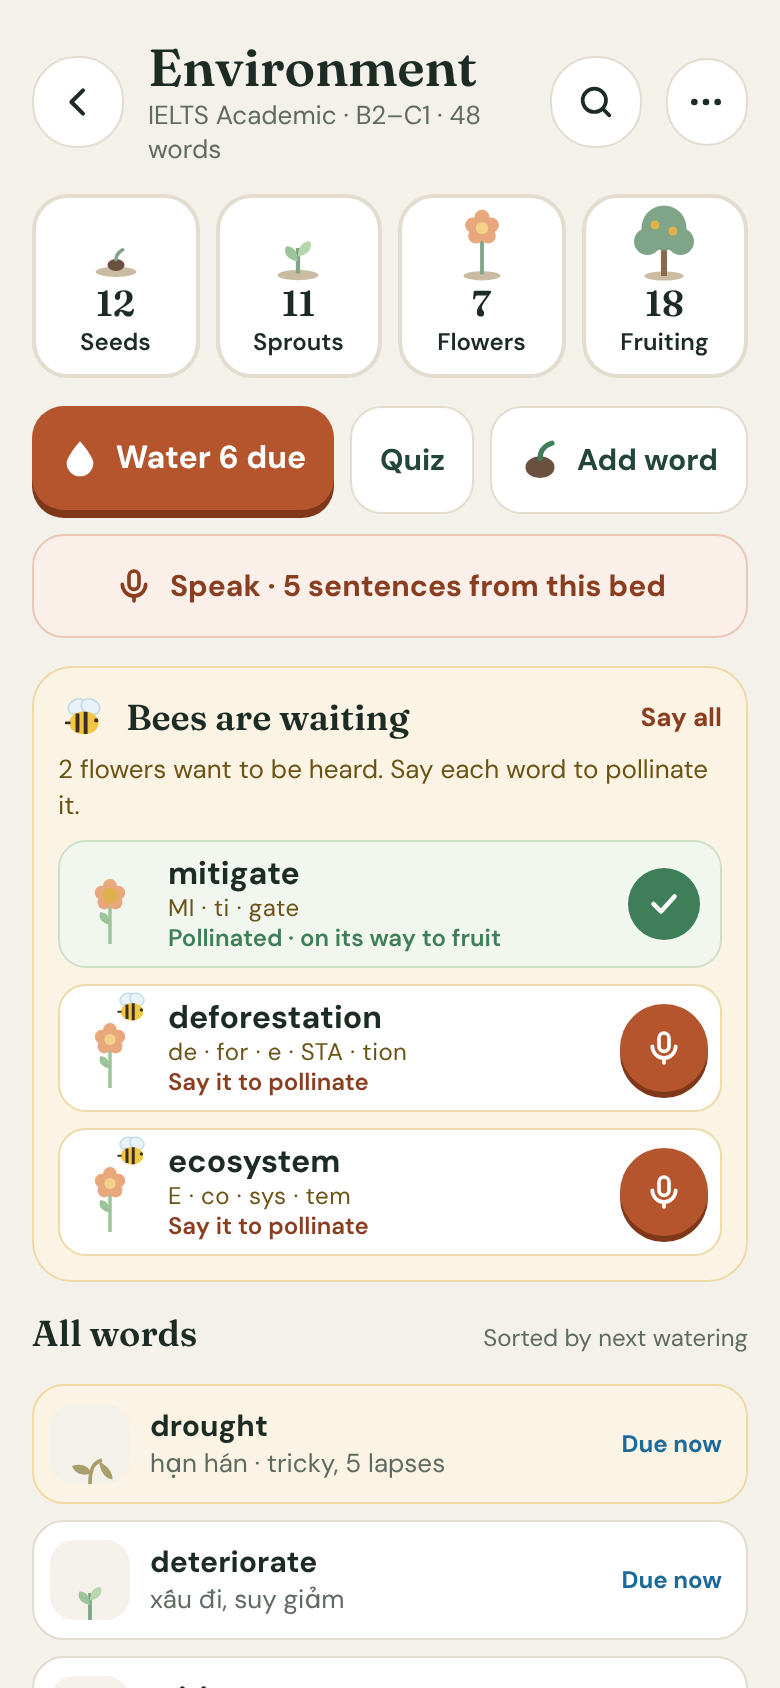 Environment
IELTS Academic · B2–C1 · 48
words
12
Seeds
11
Sprouts
7
Flowers
18
Fruiting
Water 6 due
Quiz
Add word
Speak · 5 sentences from this bed
Bees are waiting
Say all
2 flowers want to be heard. Say each word to pollinate
it.
mitigate
MI · ti · gate
Pollinated · on its way to fruit
deforestation
de · for · e · STA · tion
Say it to pollinate
ecosystem
E · co · sys · tem
Say it to pollinate
All words
Sorted by next watering
drought
hạn hán · tricky, 5 lapses
Due now
deteriorate
xấu đi, suy giảm
Due now